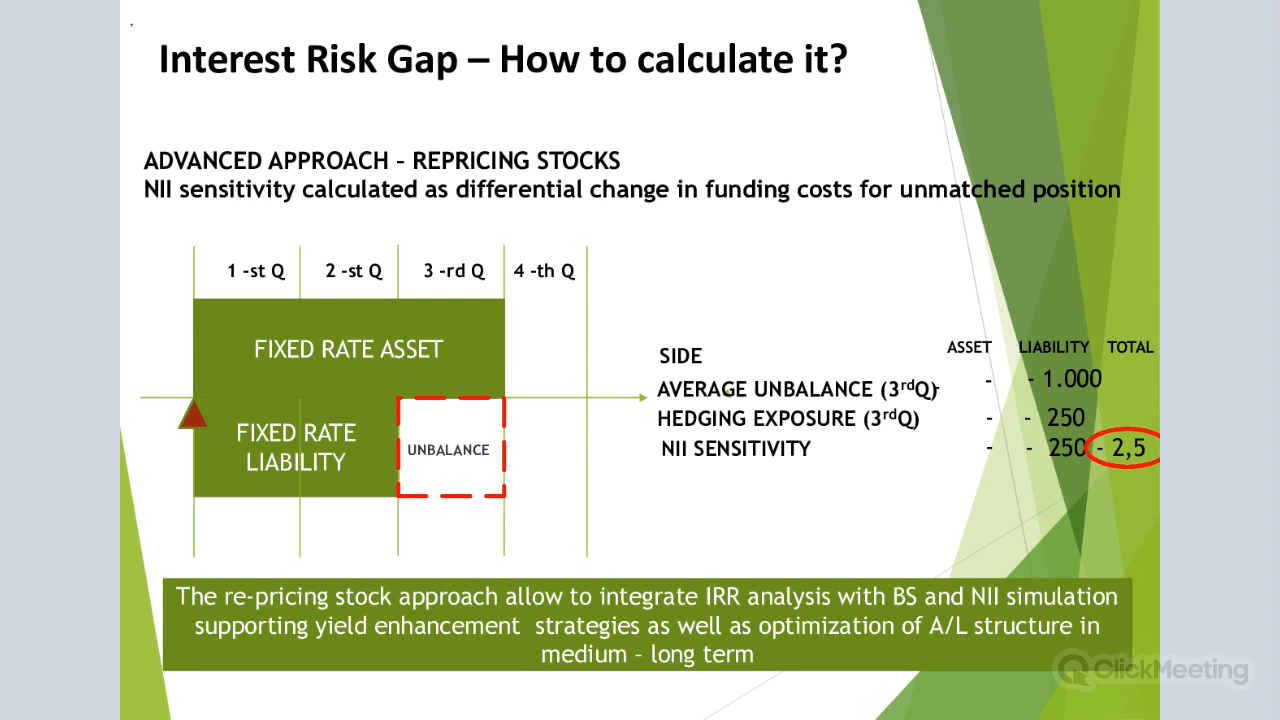 ,
Interest Risk Gap – How to calculate it?
ADVANCED APPROACH – REPRICING STOCKS
NII sensitivity calculated as differential change in funding costs for unmatched position
1 -st Q 2 -st Q 3 -rd Q 4 -th Q
FIXED RATE ASSET
FIXED RATE
LIABILITY
UNBALANCE
SIDE ASSET LIABILITY TOTAL
AVERAGE UNBALANCE (3rdQ) - - - 1.000
HEDGING EXPOSURE (3rdQ) - - 250
NII SENSITIVITY - - 250 - 2,5
The re-pricing stock approach allow to integrate IRR analysis with BS and NII simulation
supporting yield enhancement strategies as well as optimization of A/L structure in
medium – long term
ClickMeeting